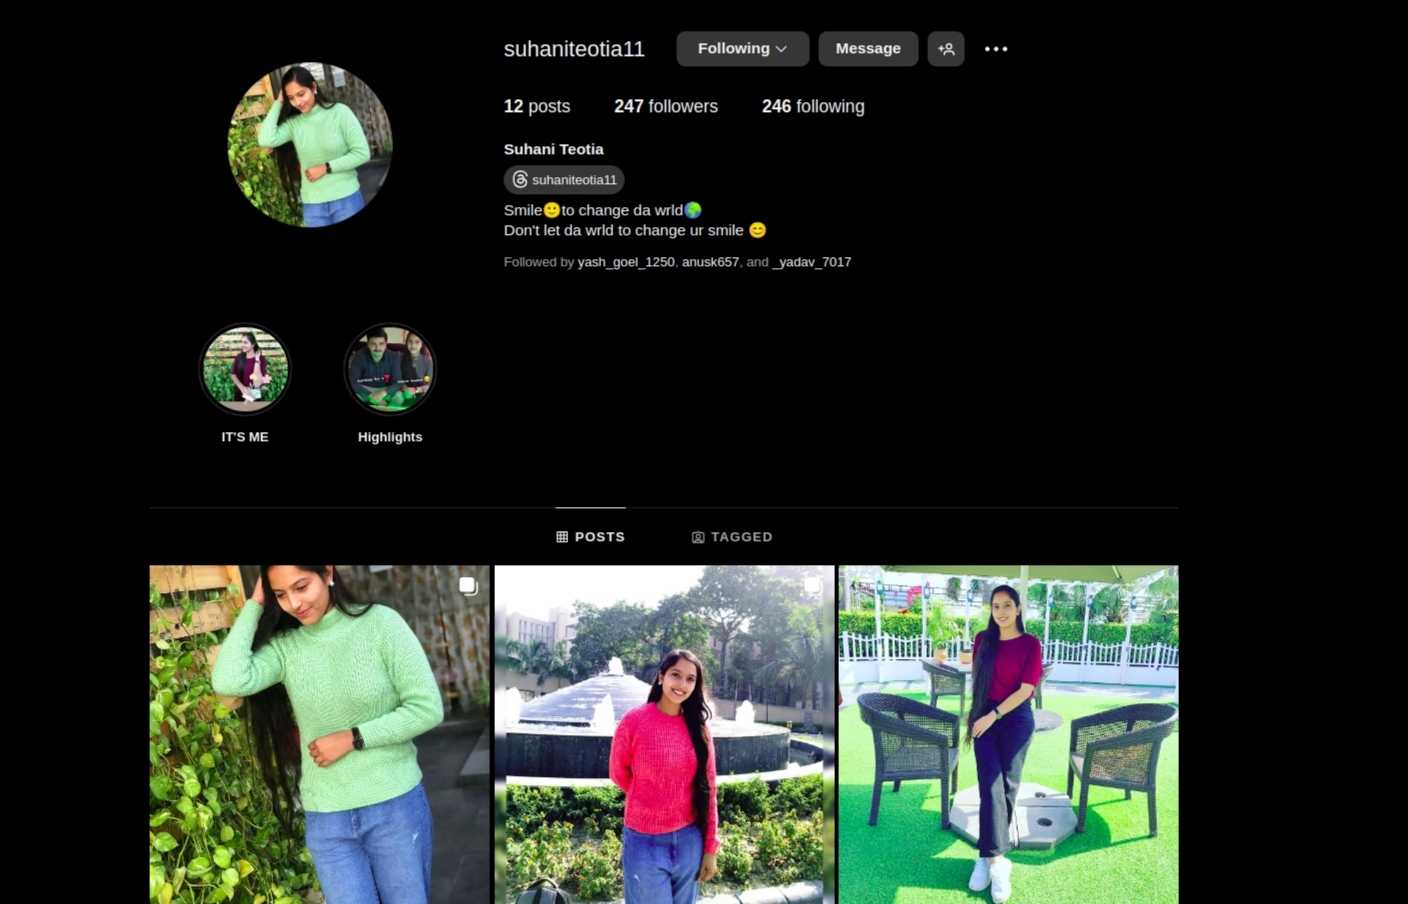 suhaniteotia11 Following Message
12 posts 247 followers 246 following
Suhani Teotia
suhaniteotia11
Smile🙂to change da wrld🌍
Don't let da wrld to change ur smile 😊
Followed by yash_goel_1250, anusk657, and _yadav_7017
IT'S ME Highlights
POSTS TAGGED